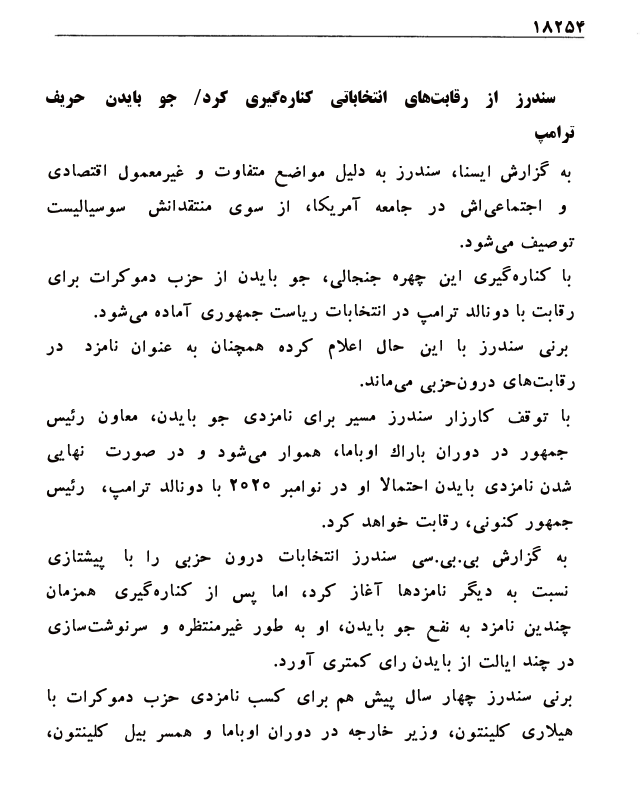 ۱۸۲۵۴
سندرز از رقابت‌های انتخاباتی کناره‌گیری کرد/ جو بایدن حریف
ترامپ
به گزارش ایسنا، سندرز به دلیل مواضع متفاوت و غیرمعمول اقتصادی
و اجتماعی‌اش در جامعه آمریکا، از سوی منتقدانش سوسیالیست
توصیف می‌شود.
با کناره‌گیری این چهره جنجالی، جو بایدن از حزب دموکرات برای
رقابت با دونالد ترامپ در انتخابات ریاست جمهوری آماده می‌شود.
برنی سندرز با این حال اعلام کرده همچنان به عنوان نامزد در
رقابت‌های درون‌حزبی می‌ماند.
با توقف کارزار سندرز مسیر برای نامزدی جو بایدن، معاون رئیس
جمهور در دوران باراك اوباما، هموار می‌شود و در صورت نهایی
شدن نامزدی بایدن احتمالا او در نوامبر ۲۰۲۰ با دونالد ترامپ، رئیس
جمهور کنونی، رقابت خواهد کرد.
به گزارش بی.بی.سی سندرز انتخابات درون حزبی را با پیشتازی
نسبت به دیگر نامزدها آغاز کرد، اما پس از کناره‌گیری همزمان
چندین نامزد به نفع جو بایدن، او به طور غیرمنتظره و سرنوشت‌سازی
در چند ایالت از بایدن رای کمتری آورد.
برنی سندرز چهار سال پیش هم برای کسب نامزدی حزب دموکرات با
هیلاری کلینتون، وزیر خارجه در دوران اوباما و همسر بیل کلینتون،